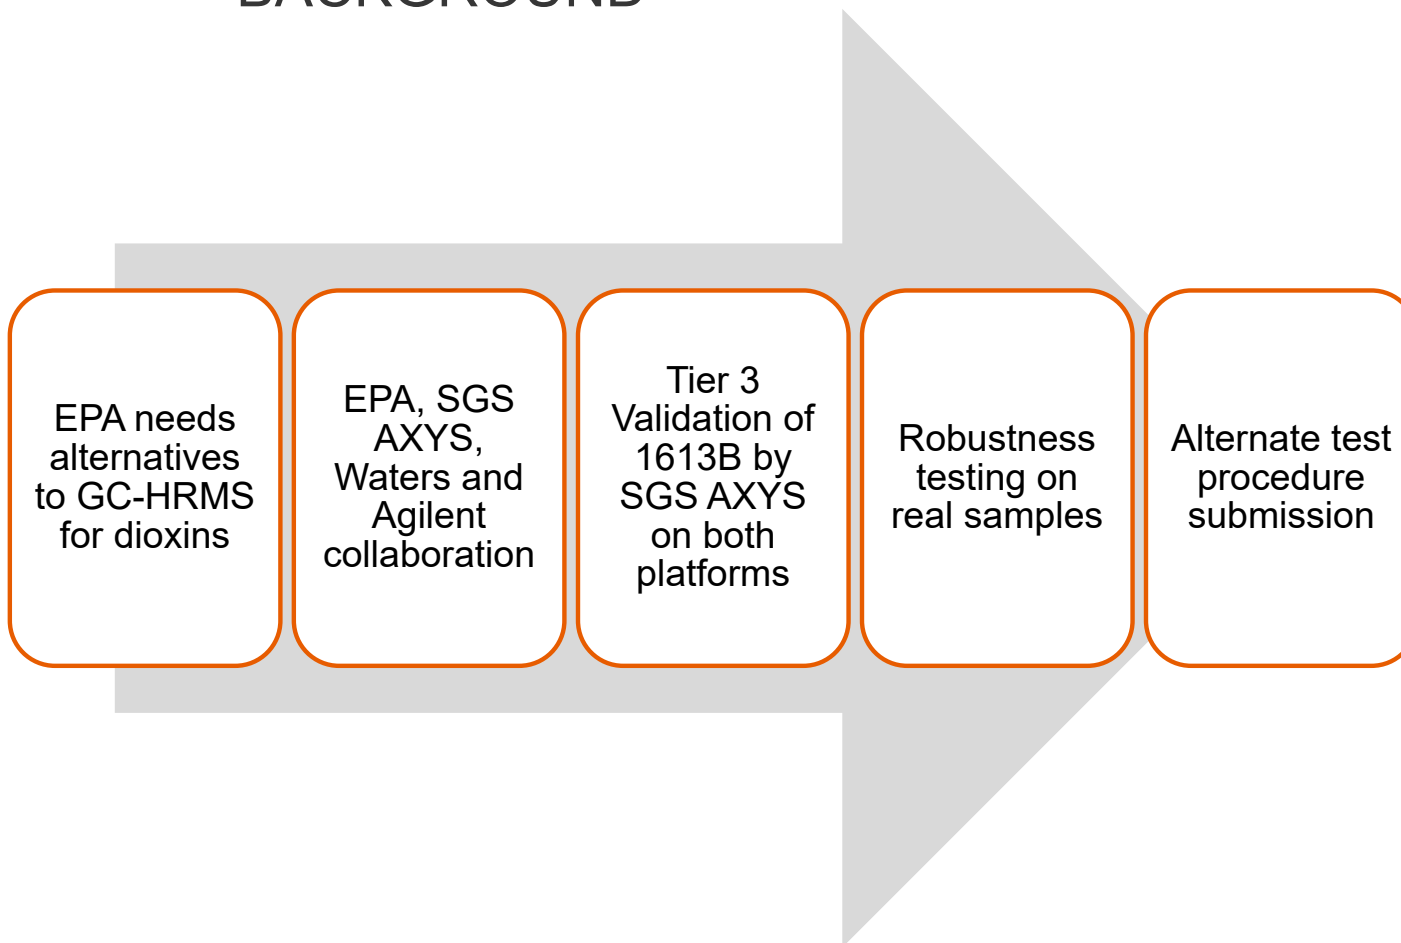 BACKGROUND
EPA needs
alternatives
to GC-HRMS
for dioxins
EPA, SGS
AXYS,
Waters and
Agilent
collaboration
Tier 3
Validation of
1613B by
SGS AXYS
on both
platforms
Robustness
testing on
real samples
Alternate test
procedure
submission